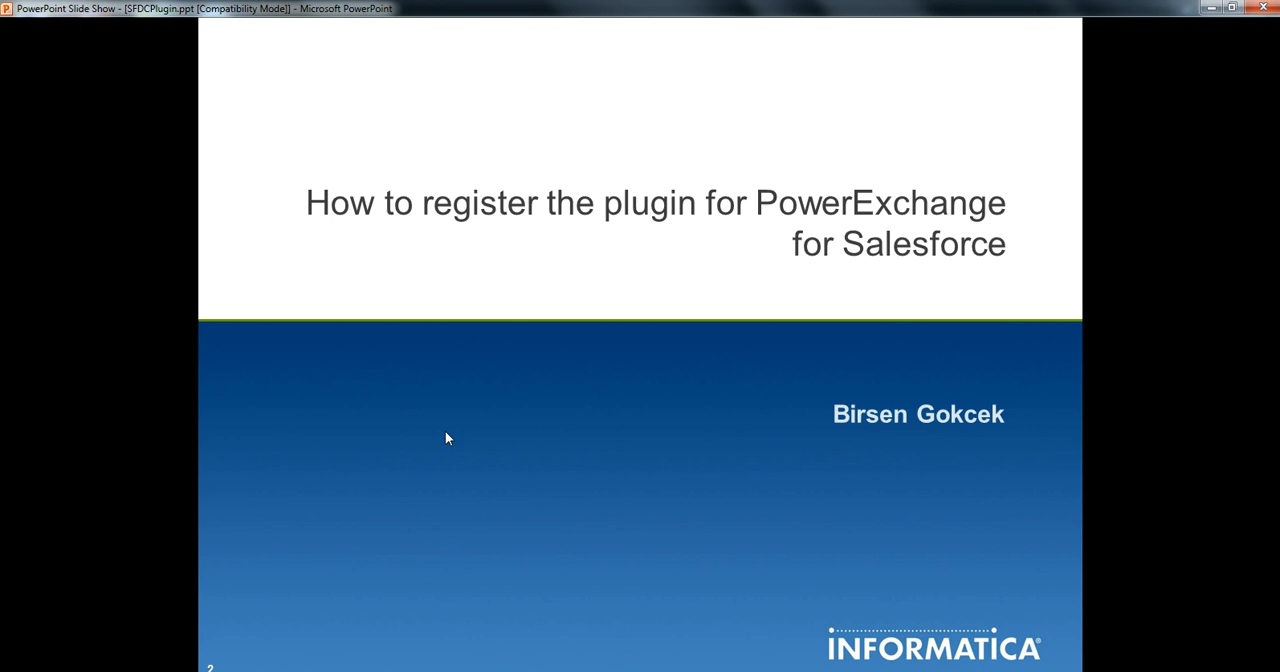 PowerPoint Slide Show - [SFDCPlugin.ppt [Compatibility Mode]] - Microsoft PowerPoint
How to register the plugin for PowerExchange
for Salesforce
Birsen Gokcek
INFORMATICA®
2